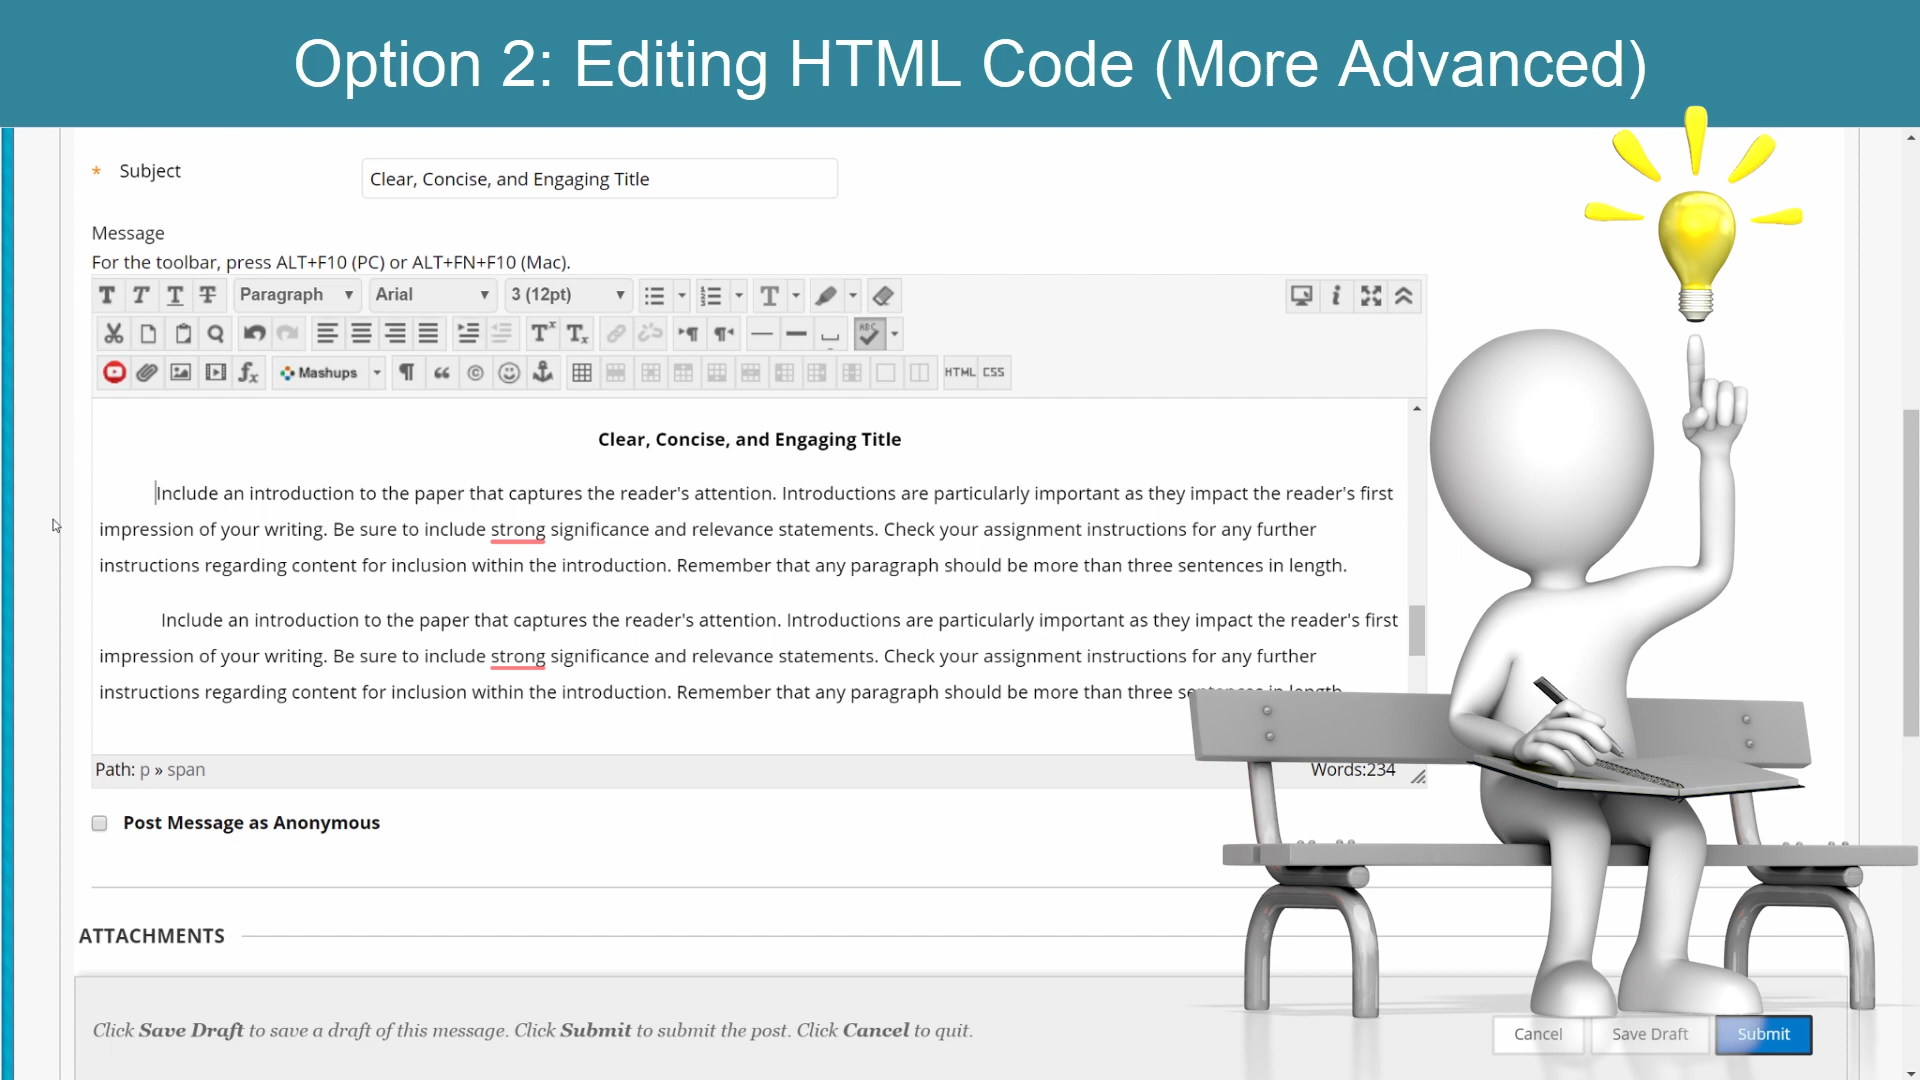 Option 2: Editing HTML Code (More Advanced)
* Subject
Clear, Concise, and Engaging Title
Message
For the toolbar, press ALT+F10 (PC) or ALT+FN+F10 (Mac).
T T T T Paragraph Arial 3 (12pt) T
ABC
Mashups HTML CSS
Clear, Concise, and Engaging Title
Include an introduction to the paper that captures the reader's attention. Introductions are particularly important as they impact the reader's first
impression of your writing. Be sure to include strong significance and relevance statements. Check your assignment instructions for any further
instructions regarding content for inclusion within the introduction. Remember that any paragraph should be more than three sentences in length.
Include an introduction to the paper that captures the reader's attention. Introductions are particularly important as they impact the reader's first
impression of your writing. Be sure to include strong significance and relevance statements. Check your assignment instructions for any further
instructions regarding content for inclusion within the introduction. Remember that any paragraph should be more than three sentences in length
Path: p » span
Words:234
Post Message as Anonymous
ATTACHMENTS
Click Save Draft to save a draft of this message. Click Submit to submit the post. Click Cancel to quit.
Cancel
Save Draft
Submit